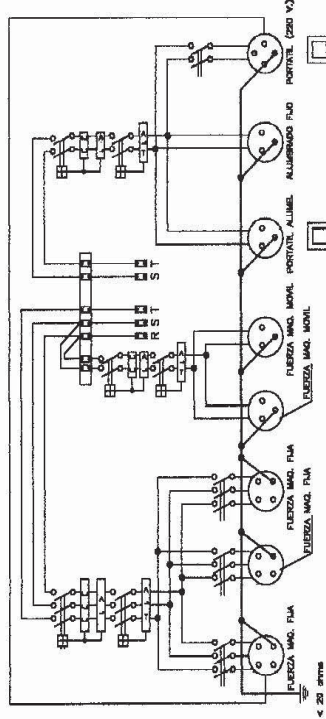 T
S
T
S
R
A
L
T
A
L
T
A
L
T
PORTATIL (220 V.)
ALUMBRADO FIJO
PORTATIL
FUERZA MAQ. MOVIL
FUERZA MAQ. MOVIL
FUERZA MAQ. FIJA
FUERZA MAQ. FIJA
FUERZA MAQ. FIJA
< 20 ohms